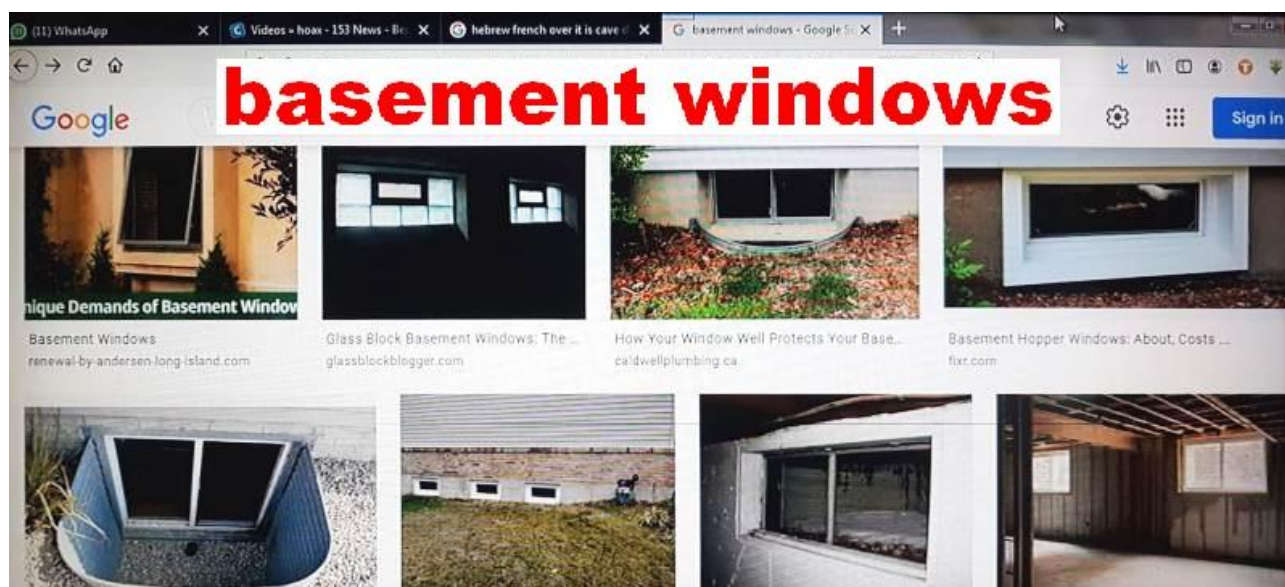 (11) WhatsApp
Videos » hoax - 153 News - Be
hebrew french over it is cave d
basement windows - Google Se
basement windows
Google
Sign in
nique Demands of Basement Window
Basement Windows
renewal-by-andersen-long-island.com
Glass Block Basement Windows: The ...
glassblockblogger.com
How Your Window Well Protects Your Base...
caldwellplumbing.ca
Basement Hopper Windows: About, Costs ...
fixr.com